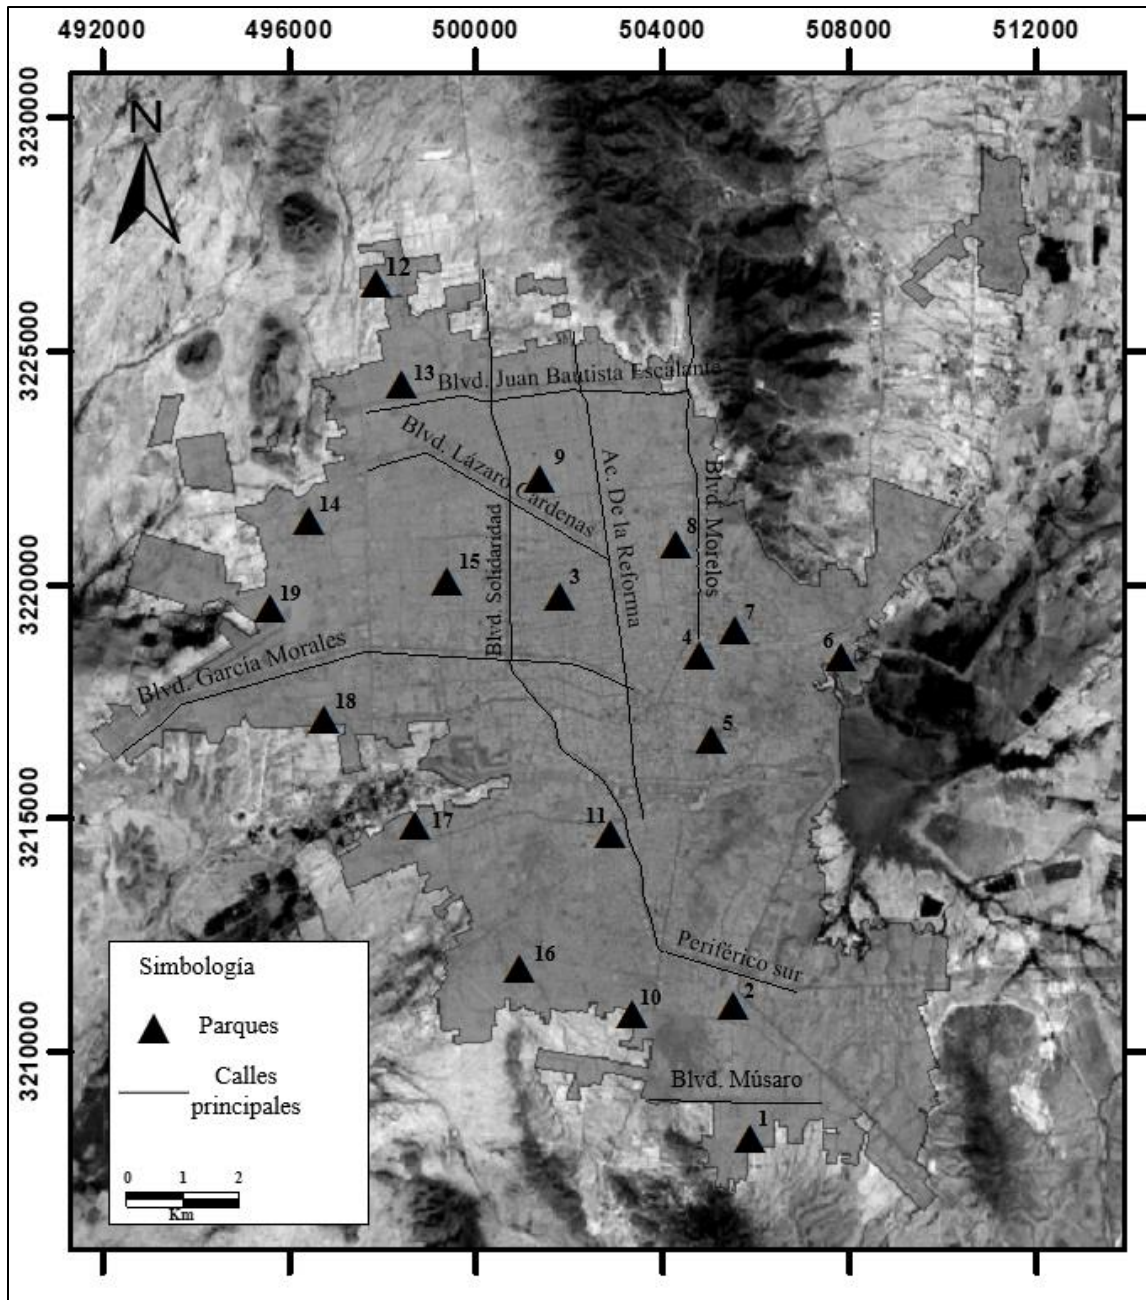 492000 496000 500000 504000 508000 512000
3230000
N
12
3225000
13
Blvd. Juan Bautista Escalante
Blvd. Lázaro Cardenas
9
Ac. De la Reforma
Blvd. Morelos
14
8
15
Blvd. Solidaridad
3
3220000
19
7
4
6
Blvd. García Morales
18
5
3215000
17
11
Periférico sur
16
2
10
3210000
Blvd. Músaro
1
Simbología
Parques
Calles
principales
0 1 2
Km